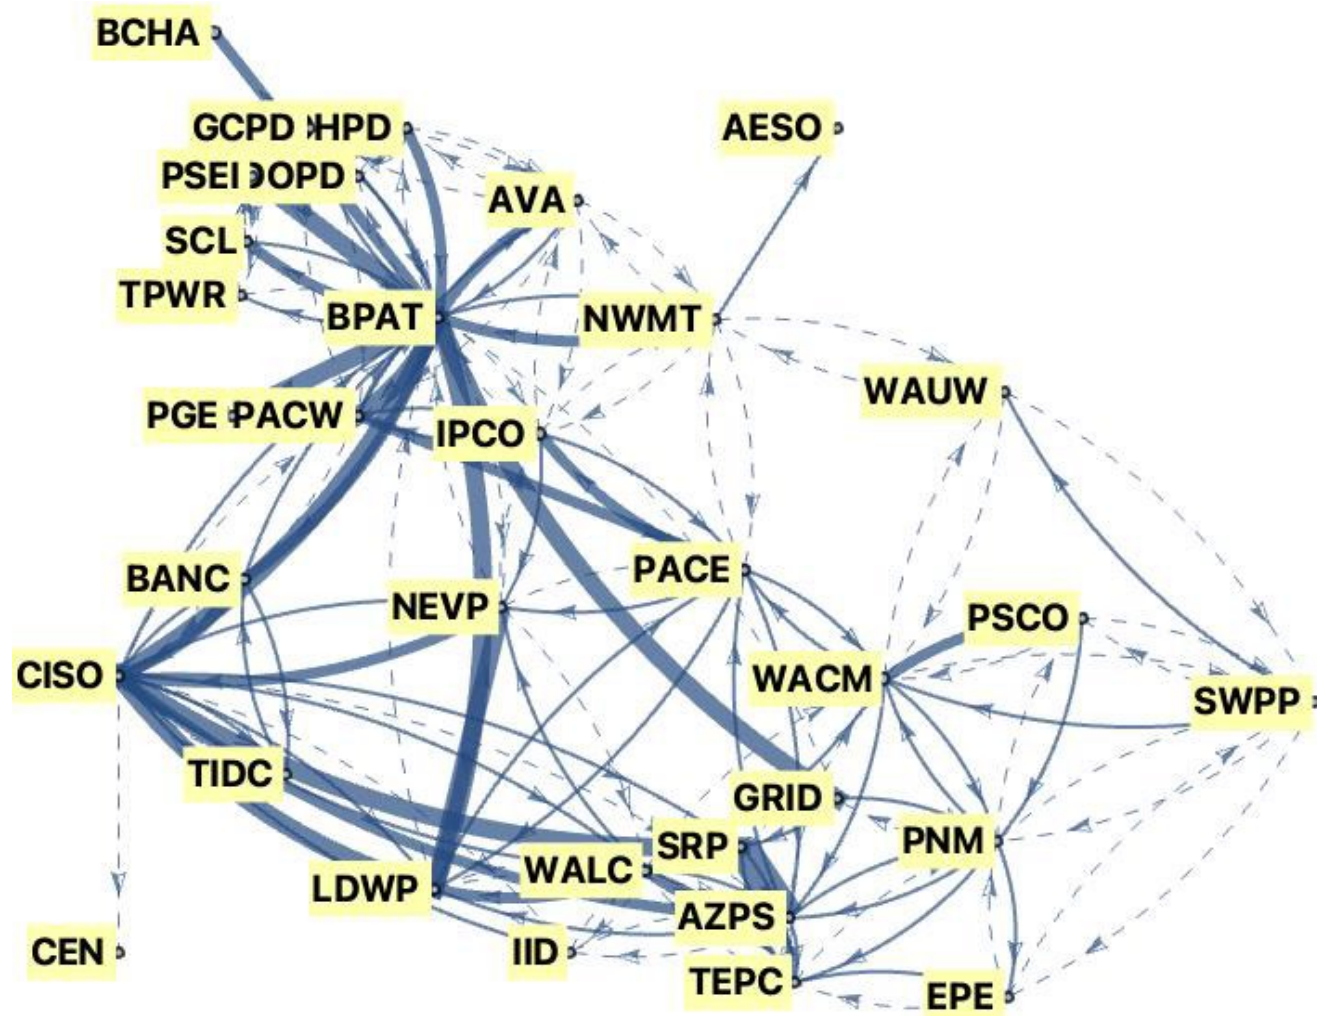 BCHA
GCPD HPD
AESO
PSEI OPD
AVA
SCL
TPWR
BPAT
NWMT
WAUW
PGE PACW
IPCO
BANC
NEVP
PACE
PSCO
CISO
WACM
SWPP
TIDC
GRID
PNM
SRP
WALC
LDWP
AZPS
CEN
IID
TEPC
EPE